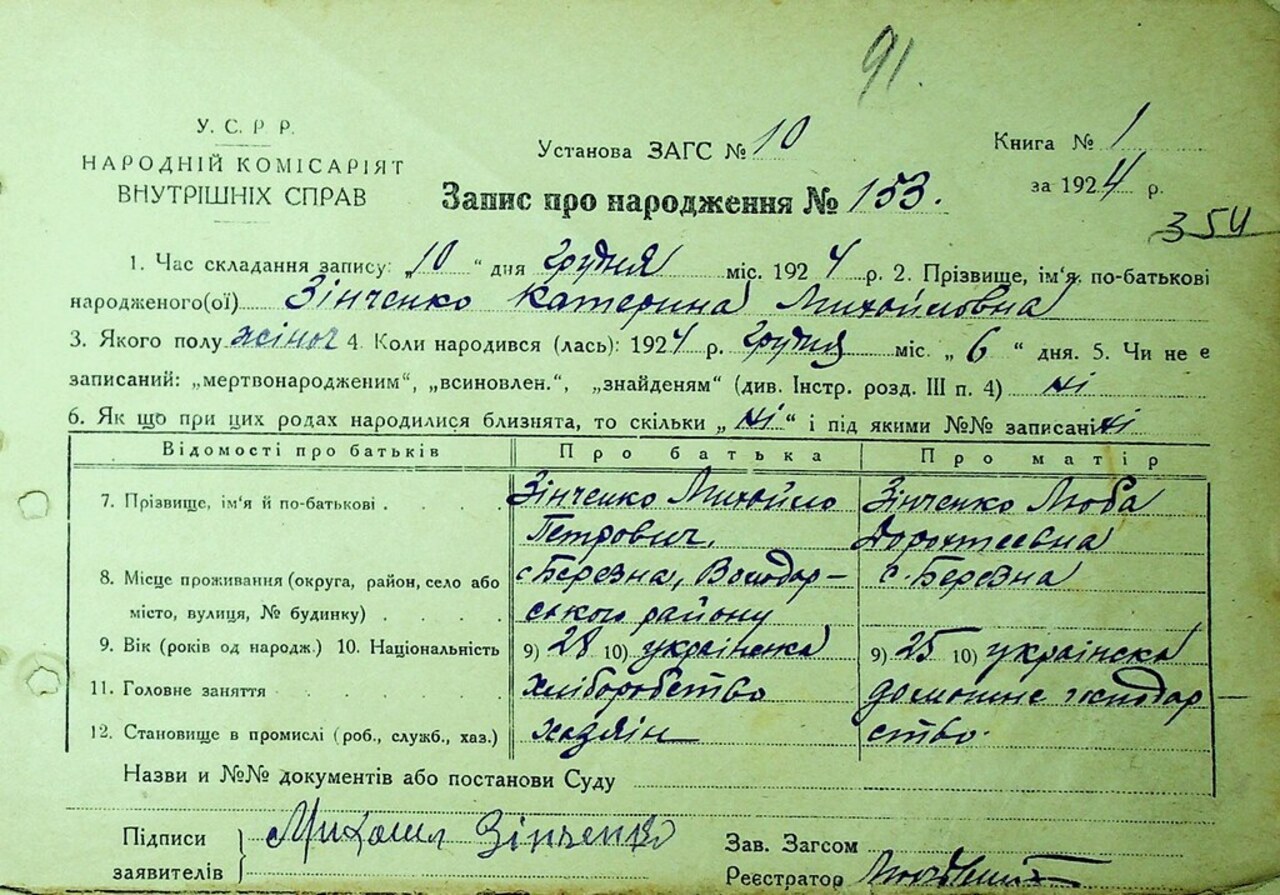 91.
У. С. Р. Р.
НАРОДНІЙ КОМІСАРІЯТ
ВНУТРІШНІХ СПРАВ
Установа ЗАГС № 10
Книга № 1
за 1924 р.
Запис про народження № 153.
354
1. Час складання запису: „10 “ дня грудня міс. 1924 р. 2. Прізвище, ім'я, по-батькові
народженого(ої) Зінченко Катерина Михойловна
3. Якого полу жіноч 4. Коли народився (лась): 1924 р. грудня міс. „ 6 “ дня. 5. Чи не є
записаний: „мертвонародженим“, „всиновлен.“, „знайденям“ (див. Інстр. розд. III п. 4) ні
6. Як що при цих родах народилися близнята, то скільки „ ні “ і під якими №№ записані ні
Відомості про батьків Про батька Про матір
7. Прізвище, ім'я й по-батькові . . Зінченко Михойло Зінченко Люба
Петрович. Дорохтеевна
8. Місце проживання (округа, район, село або с. Березна, Володар- с. Березна
місто, вулиця, № будинку) . . . . ського району
9. Вік (років од народж.) 10. Національність 9) 28 10) українська 9) 25 10) українска
11. Головне заняття . . . . . хліборобство домошнє господар
12. Становище в промислі (роб., служб., хаз.) хазяїн ство.
Назви и №№ документів або постанови Суду
Підписи
заявителів
Зінченко
Зав. Загсом
Реєстратор